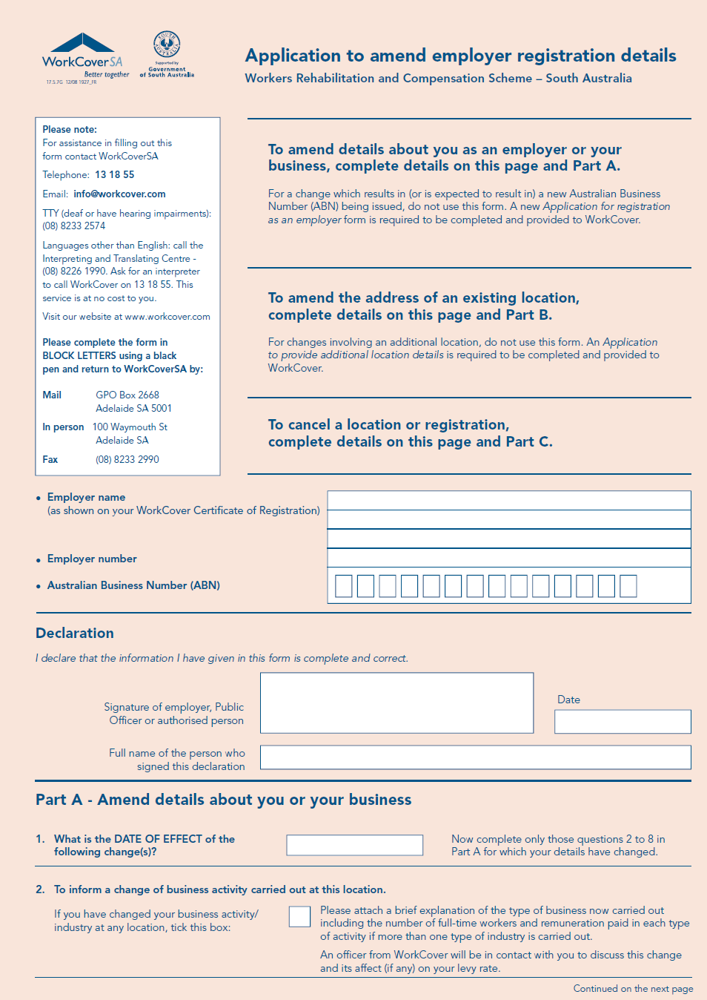 WorkCoverSA
Better together
17.5.7G 12/08 1927_FR
SOUTH AUSTRALIA
Supported by
Government
of South Australia
Application to amend employer registration details
Workers Rehabilitation and Compensation Scheme – South Australia
Please note:
For assistance in filling out this
form contact WorkCoverSA
Telephone: 13 18 55
Email: info@workcover.com
TTY (deaf or have hearing impairments):
(08) 8233 2574
Languages other than English: call the
Interpreting and Translating Centre -
(08) 8226 1990. Ask for an interpreter
to call WorkCover on 13 18 55. This
service is at no cost to you.
Visit our website at www.workcover.com
Please complete the form in
BLOCK LETTERS using a black
pen and return to WorkCoverSA by:
Mail GPO Box 2668
Adelaide SA 5001
In person 100 Waymouth St
Adelaide SA
Fax (08) 8233 2990
To amend details about you as an employer or your
business, complete details on this page and Part A.
For a change which results in (or is expected to result in) a new Australian Business
Number (ABN) being issued, do not use this form. A new Application for registration
as an employer form is required to be completed and provided to WorkCover.
To amend the address of an existing location,
complete details on this page and Part B.
For changes involving an additional location, do not use this form. An Application
to provide additional location details is required to be completed and provided to
WorkCover.
To cancel a location or registration,
complete details on this page and Part C.
• Employer name
(as shown on your WorkCover Certificate of Registration)
• Employer number
• Australian Business Number (ABN)
Declaration
I declare that the information I have given in this form is complete and correct.
Signature of employer, Public
Officer or authorised person
Date
Full name of the person who
signed this declaration
Part A - Amend details about you or your business
1. What is the DATE OF EFFECT of the
following change(s)?
Now complete only those questions 2 to 8 in
Part A for which your details have changed.
2. To inform a change of business activity carried out at this location.
If you have changed your business activity/
industry at any location, tick this box:
Please attach a brief explanation of the type of business now carried out
including the number of full-time workers and remuneration paid in each type
of activity if more than one type of industry is carried out.
An officer from WorkCover will be in contact with you to discuss this change
and its affect (if any) on your levy rate.
Continued on the next page